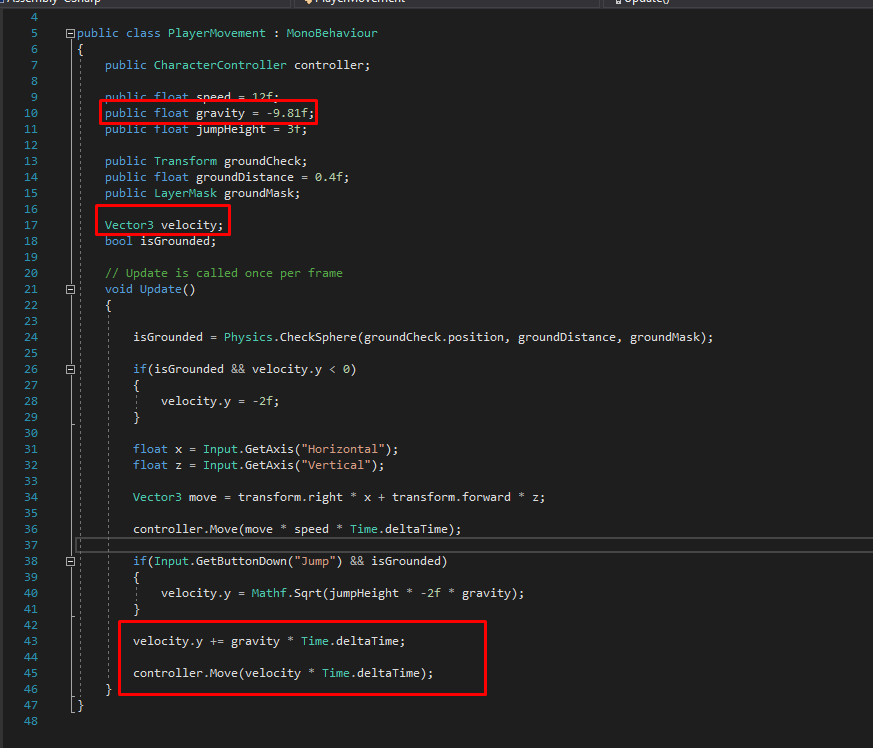 Assembly-CSharp PlayerMovement Update()
4
5 public class PlayerMovement : MonoBehaviour
6 {
7 public CharacterController controller;
8
9 public float speed = 12f;
10 public float gravity = -9.81f;
11 public float jumpHeight = 3f;
12
13 public Transform groundCheck;
14 public float groundDistance = 0.4f;
15 public LayerMask groundMask;
16
17 Vector3 velocity;
18 bool isGrounded;
19
20 // Update is called once per frame
21 void Update()
22 {
23
24 isGrounded = Physics.CheckSphere(groundCheck.position, groundDistance, groundMask);
25
26 if(isGrounded && velocity.y < 0)
27 {
28 velocity.y = -2f;
29 }
30
31 float x = Input.GetAxis("Horizontal");
32 float z = Input.GetAxis("Vertical");
33
34 Vector3 move = transform.right * x + transform.forward * z;
35
36 controller.Move(move * speed * Time.deltaTime);
37
38 if(Input.GetButtonDown("Jump") && isGrounded)
39 {
40 velocity.y = Mathf.Sqrt(jumpHeight * -2f * gravity);
41 }
42
43 velocity.y += gravity * Time.deltaTime;
44
45 controller.Move(velocity * Time.deltaTime);
46 }
47 }
48